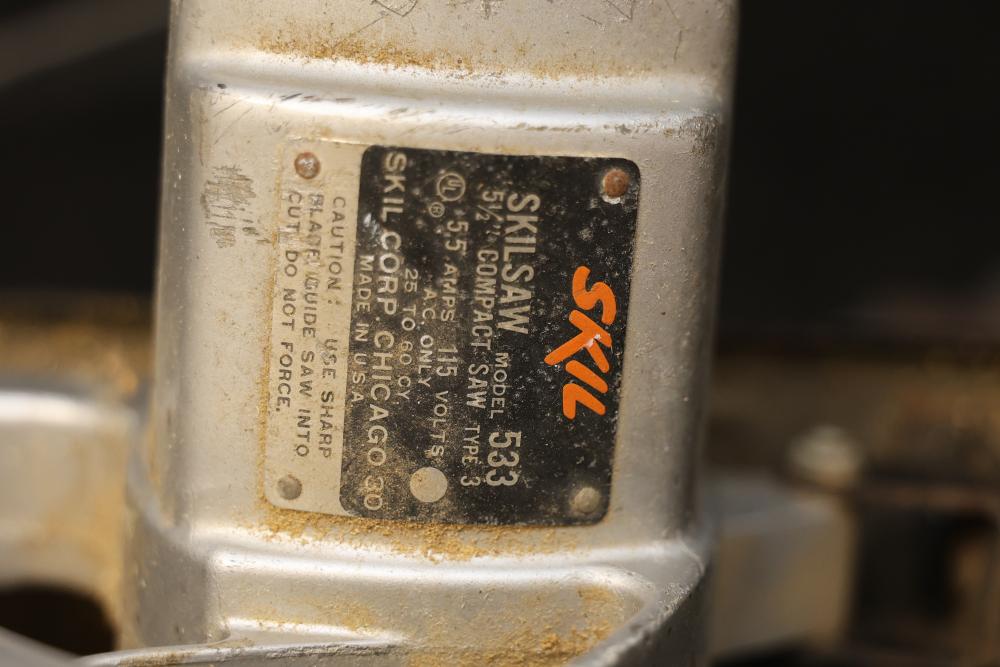 SKIL
SKILSAW MODEL 533
5½" COMPACT SAW TYPE 3
UL ® 5.5 AMPS 115 VOLTS
A.C. ONLY
25 TO 60 CY.
SKIL CORP CHICAGO 30
MADE IN U.S.A.
CAUTION: USE SHARP
BLADE, GUIDE SAW INTO
CUT, DO NOT FORCE.